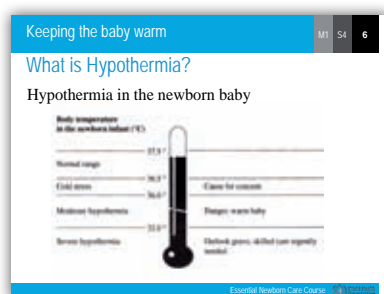 Keeping the baby warm
M1 S4 6
What is Hypothermia?
Hypothermia in the newborn baby
Body temperature
in the newborn infant (°C)
37.5°
Normal range
36.5°
Cold stress
Cause for concern
36.0°
Moderate hypothermia
Danger, warm baby
32.0°
Severe hypothermia
Outlook grave, skilled care urgently
needed
Essential Newborn Care Course